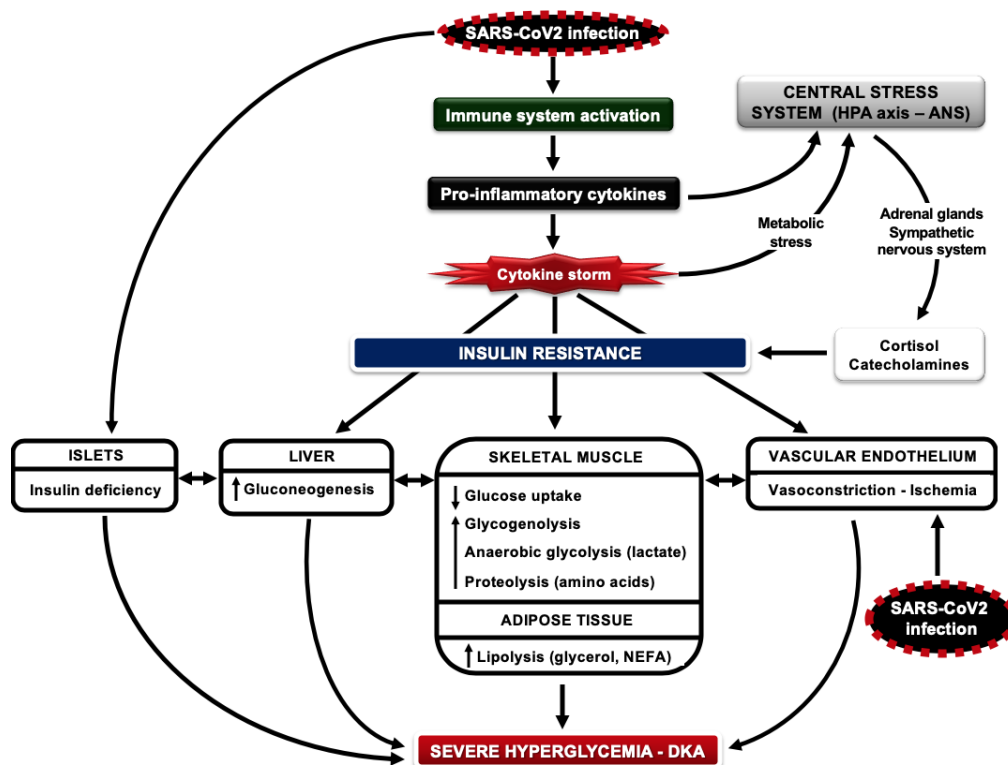 SARS-CoV2 infection
CENTRAL STRESS
SYSTEM (HPA axis – ANS)
Immune system activation
Pro-inflammatory cytokines
Metabolic
stress
Adrenal glands
Sympathetic
nervous system
Cytokine storm
INSULIN RESISTANCE
Cortisol
Catecholamines
ISLETS
Insulin deficiency
LIVER
Gluconeogenesis
SKELETAL MUSCLE
Glucose uptake
Glycogenolysis
Anaerobic glycolysis (lactate)
Proteolysis (amino acids)
ADIPOSE TISSUE
Lipolysis (glycerol, NEFA)
VASCULAR ENDOTHELIUM
Vasoconstriction - Ischemia
SARS-CoV2
infection
SEVERE HYPERGLYCEMIA - DKA